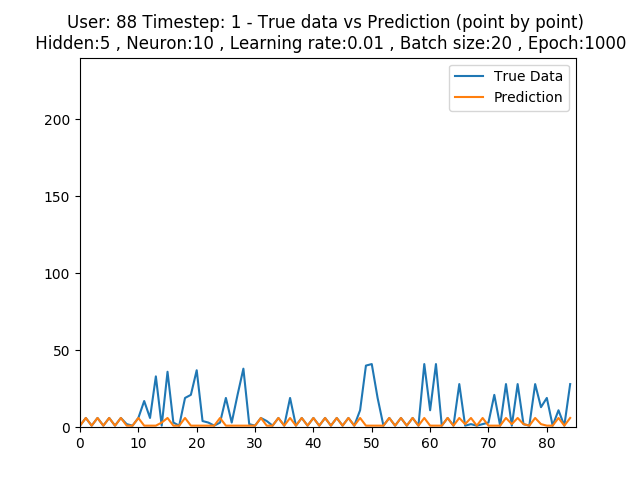 User: 88 Timestep: 1 - True data vs Prediction (point by point)
Hidden:5 , Neuron:10 , Learning rate:0.01 , Batch size:20 , Epoch:1000
True Data
Prediction
200
150
100
50
0
0 10 20 30 40 50 60 70 80